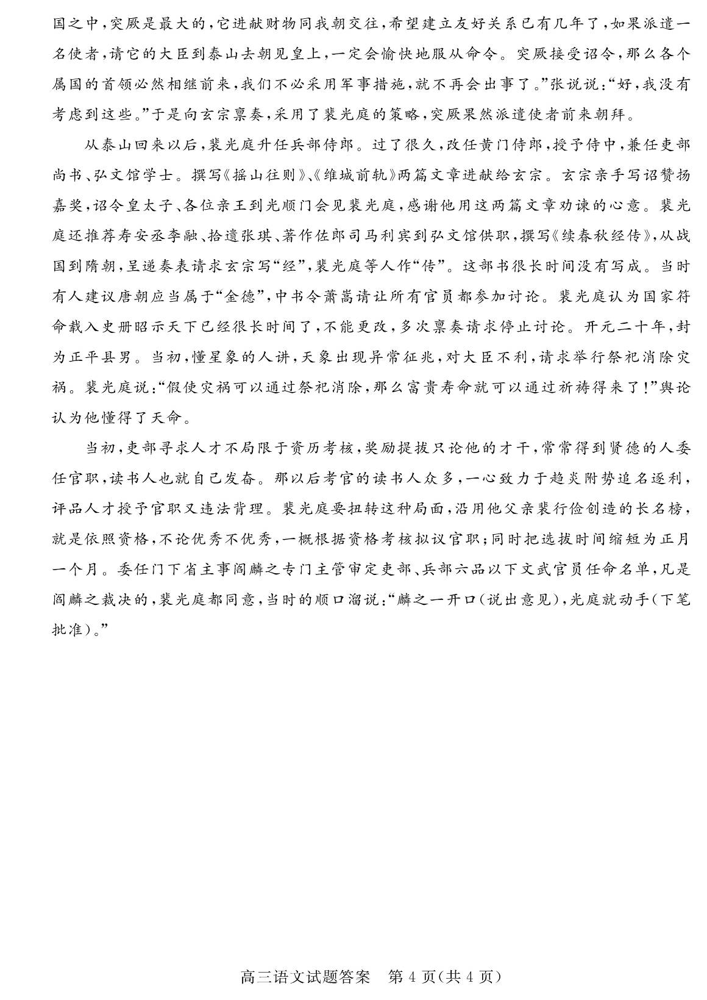 国之中,突厥是最大的,它进献财物同我朝交往,希望建立友好关系已有几年了,如果派遣一
名使者,请它的大臣到泰山去朝见皇上,一定会愉快地服从命令。突厥接受诏令,那么各个
属国的首领必然相继前来,我们不必采用军事措施,就不再会出事了。”张说说:“好,我没有
考虑到这些。”于是向玄宗禀奏,采用了裴光庭的策略,突厥果然派遣使者前来朝拜。
从泰山回来以后,裴光庭升任兵部侍郎。过了很久,改任黄门侍郎,授予侍中,兼任吏部
尚书、弘文馆学士。撰写《摇山往则》、《维城前轨》两篇文章进献给玄宗。玄宗亲手写诏赞扬
嘉奖,诏令皇太子、各位亲王到光顺门会见裴光庭,感谢他用这两篇文章劝谏的心意。裴光
庭还推荐寿安丞李融、拾遗张琪、著作佐郎司马利宾到弘文馆供职,撰写《续春秋经传》,从战
国到隋朝,呈递奏表请求玄宗写“经”,裴光庭等人作“传”。这部书很长时间没有写成。当时
有人建议唐朝应当属于“金德”,中书令萧嵩请让所有官员都参加讨论。裴光庭认为国家符
命载入史册昭示天下已经很长时间了,不能更改,多次禀奏请求停止讨论。开元二十年,封
为正平县男。当初,懂星象的人讲,天象出现异常征兆,对大臣不利,请求举行祭祀消除灾
祸。裴光庭说:“假使灾祸可以通过祭祀消除,那么富贵寿命就可以通过祈祷得来了!”舆论
认为他懂得了天命。
当初,吏部寻求人才不局限于资历考核,奖励提拔只论他的才干,常常得到贤德的人委
任官职,读书人也就自己发奋。那以后考官的读书人众多,一心致力于趋炎附势追名逐利,
评品人才授予官职又违法背理。裴光庭要扭转这种局面,沿用他父亲裴行俭创造的长名榜,
就是依照资格,不论优秀不优秀,一概根据资格考核拟议官职;同时把选拔时间缩短为正月
一个月。委任门下省主事阎麟之专门主管审定吏部、兵部六品以下文武官员任命名单,凡是
阎麟之裁决的,裴光庭都同意,当时的顺口溜说:“麟之一开口(说出意见),光庭就动手(下笔
批准)。”
高三语文试题答案 第 4 页(共 4 页)